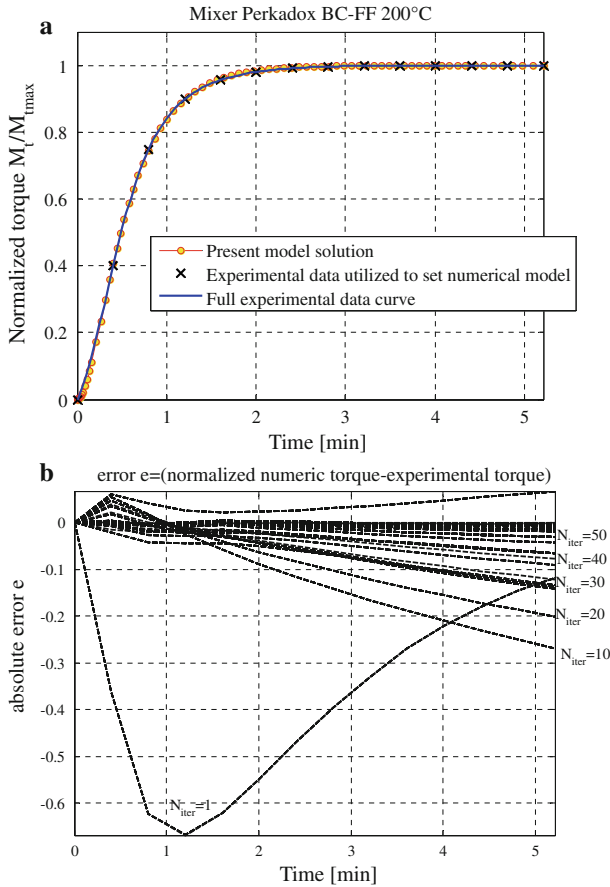 Mixer Perkadox BC-FF 200°C
a
1
0.8
0.6
0.4
0.2
0
Normalized torque Mt/Mtmax
Present model solution
Experimental data utilized to set numerical model
Full experimental data curve
0 1 2 3 4 5
Time [min]
b
error e=(normalized numeric torque-experimental torque)
0
-0.1
-0.2
-0.3
-0.4
-0.5
-0.6
absolute error e
Niter=50
Niter=40
Niter=30
Niter=20
Niter=10
Niter=1
0 1 2 3 4 5
Time [min]